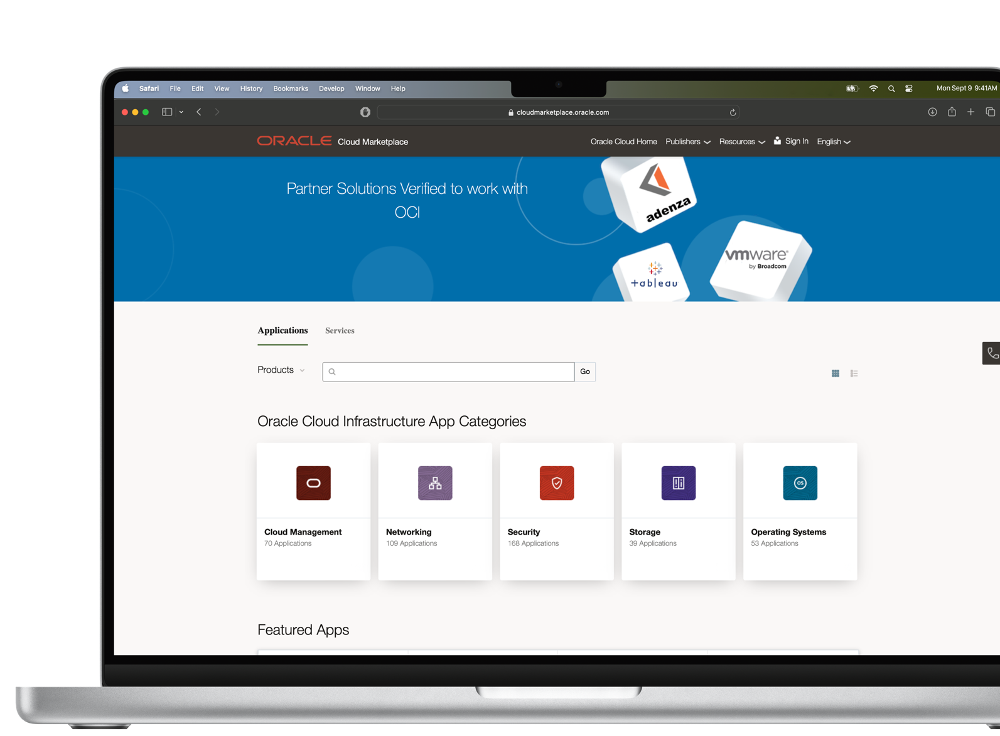 Safari File Edit View History Bookmarks Develop Window Help Mon Sept 9 9:41AM
cloudmarketplace.oracle.com
ORACLE Cloud Marketplace Oracle Cloud Home Publishers Resources Sign In English
Partner Solutions Verified to work with
OCI
adenza
vmware®
by Broadcom
+ableau
Applications Services
Products Go
Oracle Cloud Infrastructure App Categories
OS
Cloud Management Networking Security Storage Operating Systems
70 Applications 109 Applications 168 Applications 39 Applications 53 Applications
Featured Apps